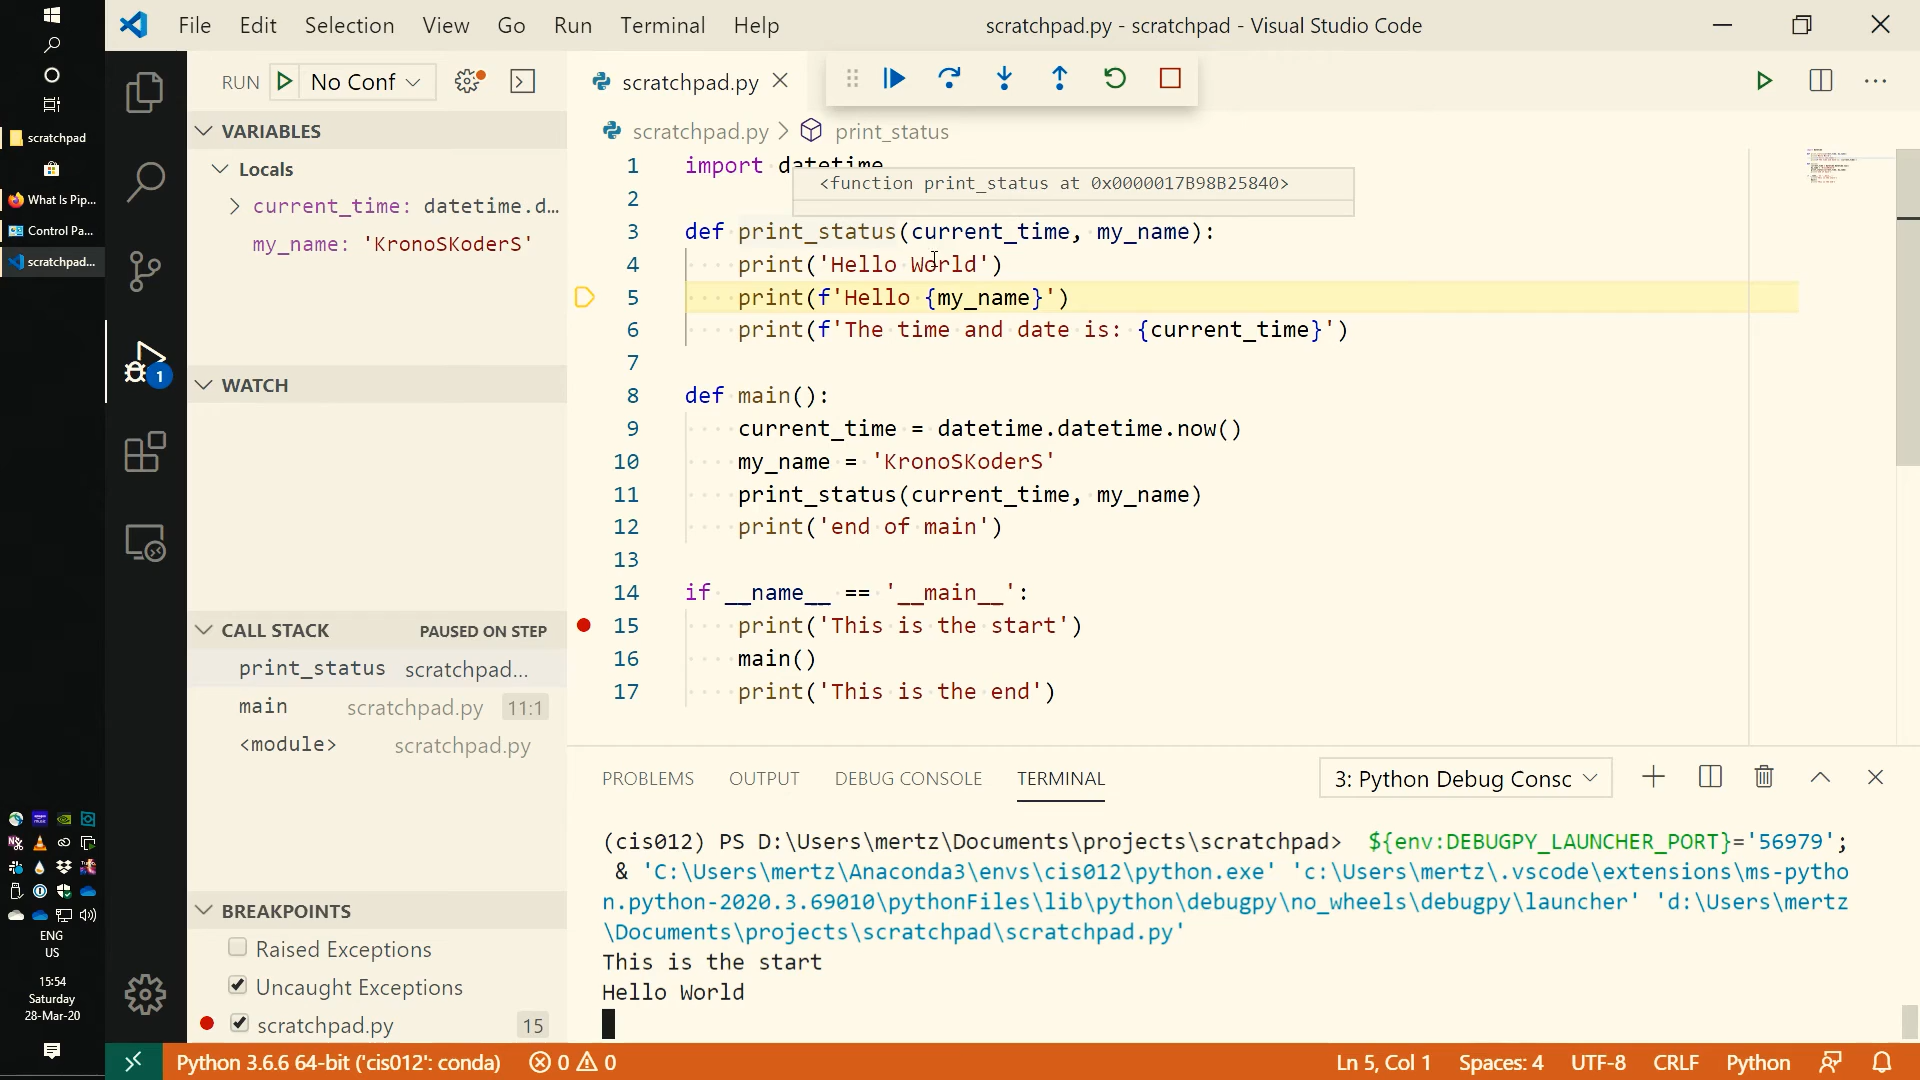 File Edit Selection View Go Run Terminal Help
scratchpad.py - scratchpad - Visual Studio Code
scratchpad
What Is Pip...
Control Pa...
scratchpad...
ENG
US
15:54
Saturday
28-Mar-20
RUN No Conf
VARIABLES
Locals
current_time: datetime.d...
my_name: 'KronoSKoderS'
WATCH
CALL STACK PAUSED ON STEP
print_status scratchpad...
main scratchpad.py 11:1
<module> scratchpad.py
BREAKPOINTS
Raised Exceptions
Uncaught Exceptions
scratchpad.py 15
1
scratchpad.py
scratchpad.py > print_status
<function print_status at 0x0000017B98B25840>
1 import datetime
2
3 def print_status(current_time, my_name):
4 print('Hello World')
5 print(f'Hello {my_name}')
6 print(f'The time and date is: {current_time}')
7
8 def main():
9 current_time = datetime.datetime.now()
10 my_name = 'KronoSKoderS'
11 print_status(current_time, my_name)
12 print('end of main')
13
14 if __name__ == '__main__':
15 print('This is the start')
16 main()
17 print('This is the end')
PROBLEMS OUTPUT DEBUG CONSOLE TERMINAL 3: Python Debug Consc
(cis012) PS D:\Users\mertz\Documents\projects\scratchpad> ${env:DEBUGPY_LAUNCHER_PORT}='56979';
& 'C:\Users\mertz\Anaconda3\envs\cis012\python.exe' 'c:\Users\mertz\.vscode\extensions\ms-pytho
n.python-2020.3.69010\pythonFiles\lib\python\debugpy\no_wheels\debugpy\launcher' 'd:\Users\mertz
\Documents\projects\scratchpad\scratchpad.py'
This is the start
Hello World
Python 3.6.6 64-bit ('cis012': conda) 0 0 Ln 5, Col 1 Spaces: 4 UTF-8 CRLF Python